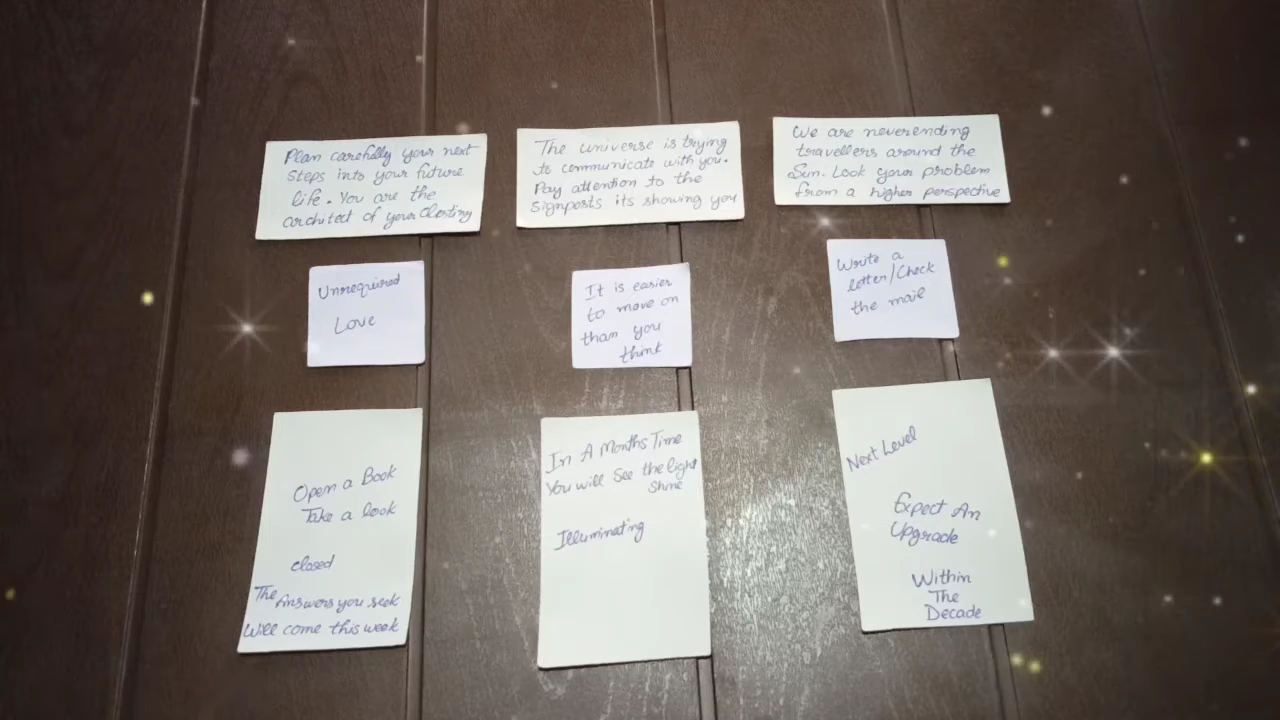 Plan carefully your next
steps into your future
life. You are the
architect of your
The universe is trying
to communicate with you.
Pay attention to the
signposts its showing you
We are neverending
travellers around the
Sun. Look your problem
from a higher perspective
Unrequired
Love
It is easier
to move on
than you
think
Write a
letter/Check
the mail
Open a Book
Take a look
closed
The Answers you seek
Will come this week
In A Months Time
You will See the light
Shine
Illuminating
Next Level
Expect An
Upgrade
Within
The
Decade